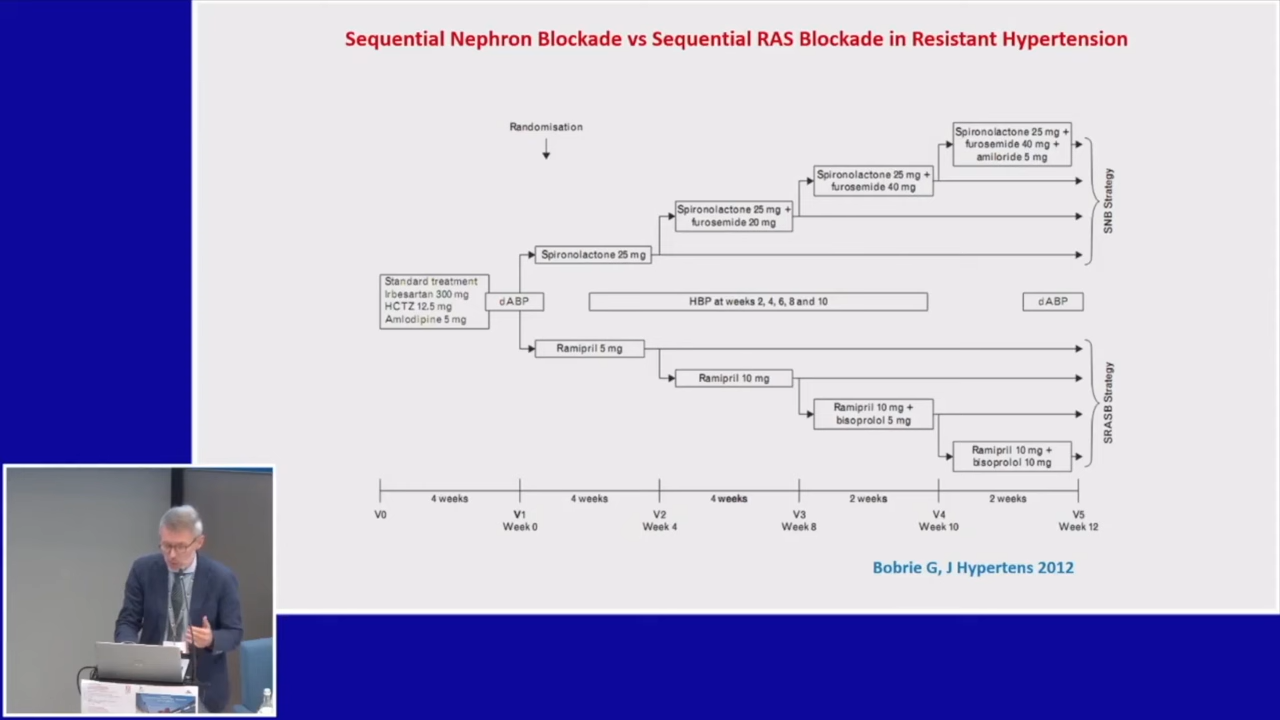 Sequential Nephron Blockade vs Sequential RAS Blockade in Resistant Hypertension
Randomisation
Spironolactone 25 mg +
furosemide 40 mg +
amiloride 5 mg
Spironolactone 25 mg +
furosemide 40 mg
Spironolactone 25 mg +
furosemide 20 mg
Spironolactone 25 mg
SNB Strategy
Standard treatment
Irbesartan 300 mg
HCTZ 12.5 mg
Amlodipine 5 mg
dABP
HBP at weeks 2, 4, 6, 8 and 10
dABP
Ramipril 5 mg
Ramipril 10 mg
Ramipril 10 mg +
bisoprolol 5 mg
Ramipril 10 mg +
bisoprolol 10 mg
SRASB Strategy
4 weeks
4 weeks
4 weeks
2 weeks
2 weeks
V0
V1
Week 0
V2
Week 4
V3
Week 8
V4
Week 10
V5
Week 12
Bobrie G, J Hypertens 2012